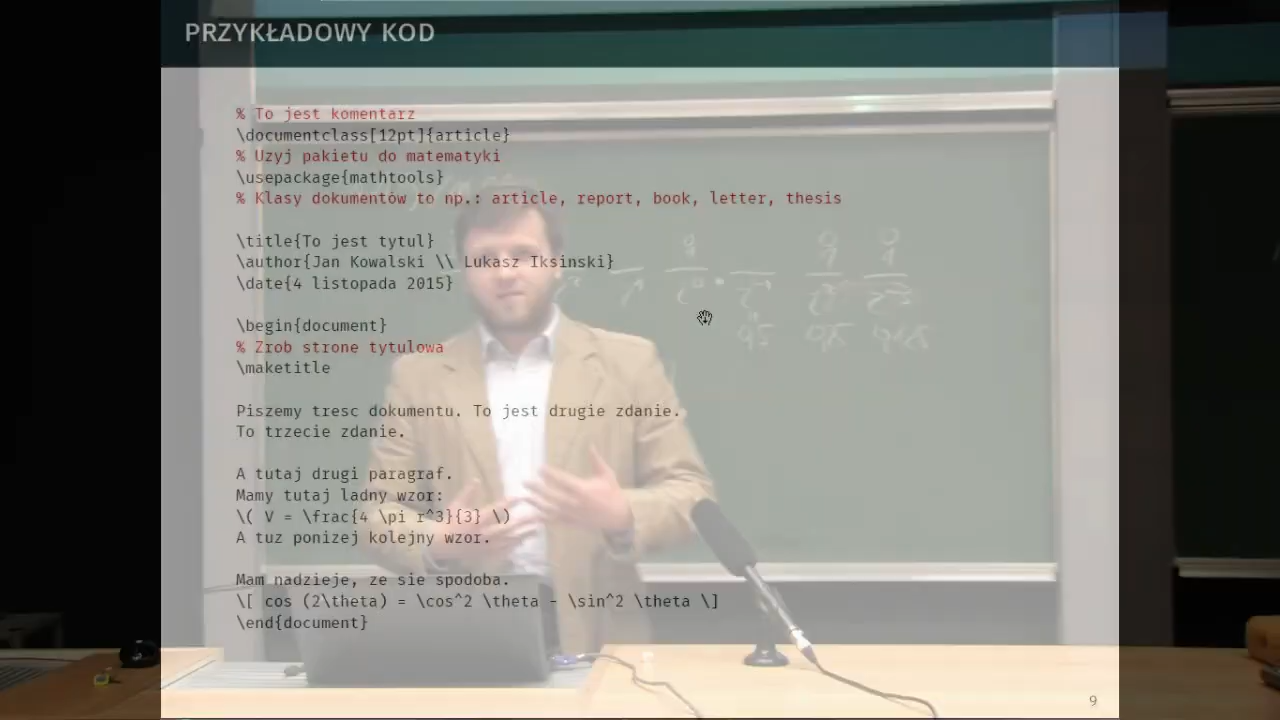 PRZYKŁADOWY KOD
% To jest komentarz
\documentclass[12pt]{article}
% Uzyj pakietu do matematyki
\usepackage{mathtools}
% Klasy dokumentów to np.: article, report, book, letter, thesis
\title{To jest tytul}
\author{Jan Kowalski \\ Lukasz Iksinski}
\date{4 listopada 2015}
\begin{document}
% Zrob strone tytulowa
\maketitle
Piszemy tresc dokumentu. To jest drugie zdanie.
To trzecie zdanie.
A tutaj drugi paragraf.
Mamy tutaj ladny wzor:
\( V = \frac{4 \pi r^3}{3} \)
A tuz ponizej kolejny wzor.
Mam nadzieje, ze sie spodoba.
\[ cos (2\theta) = \cos^2 \theta - \sin^2 \theta \]
\end{document}
9